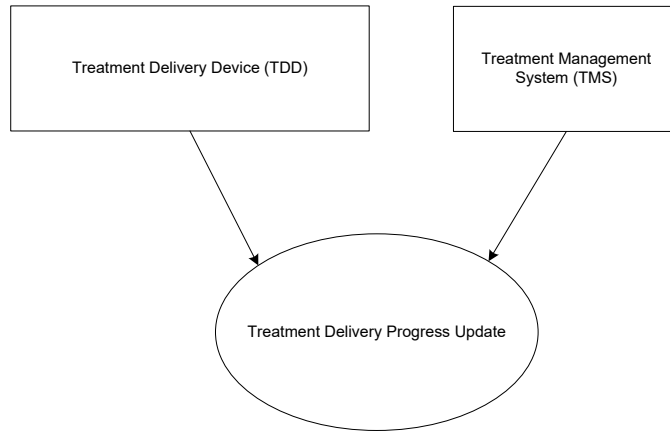 Treatment Delivery Device (TDD)
Treatment Management
System (TMS)
Treatment Delivery Progress Update